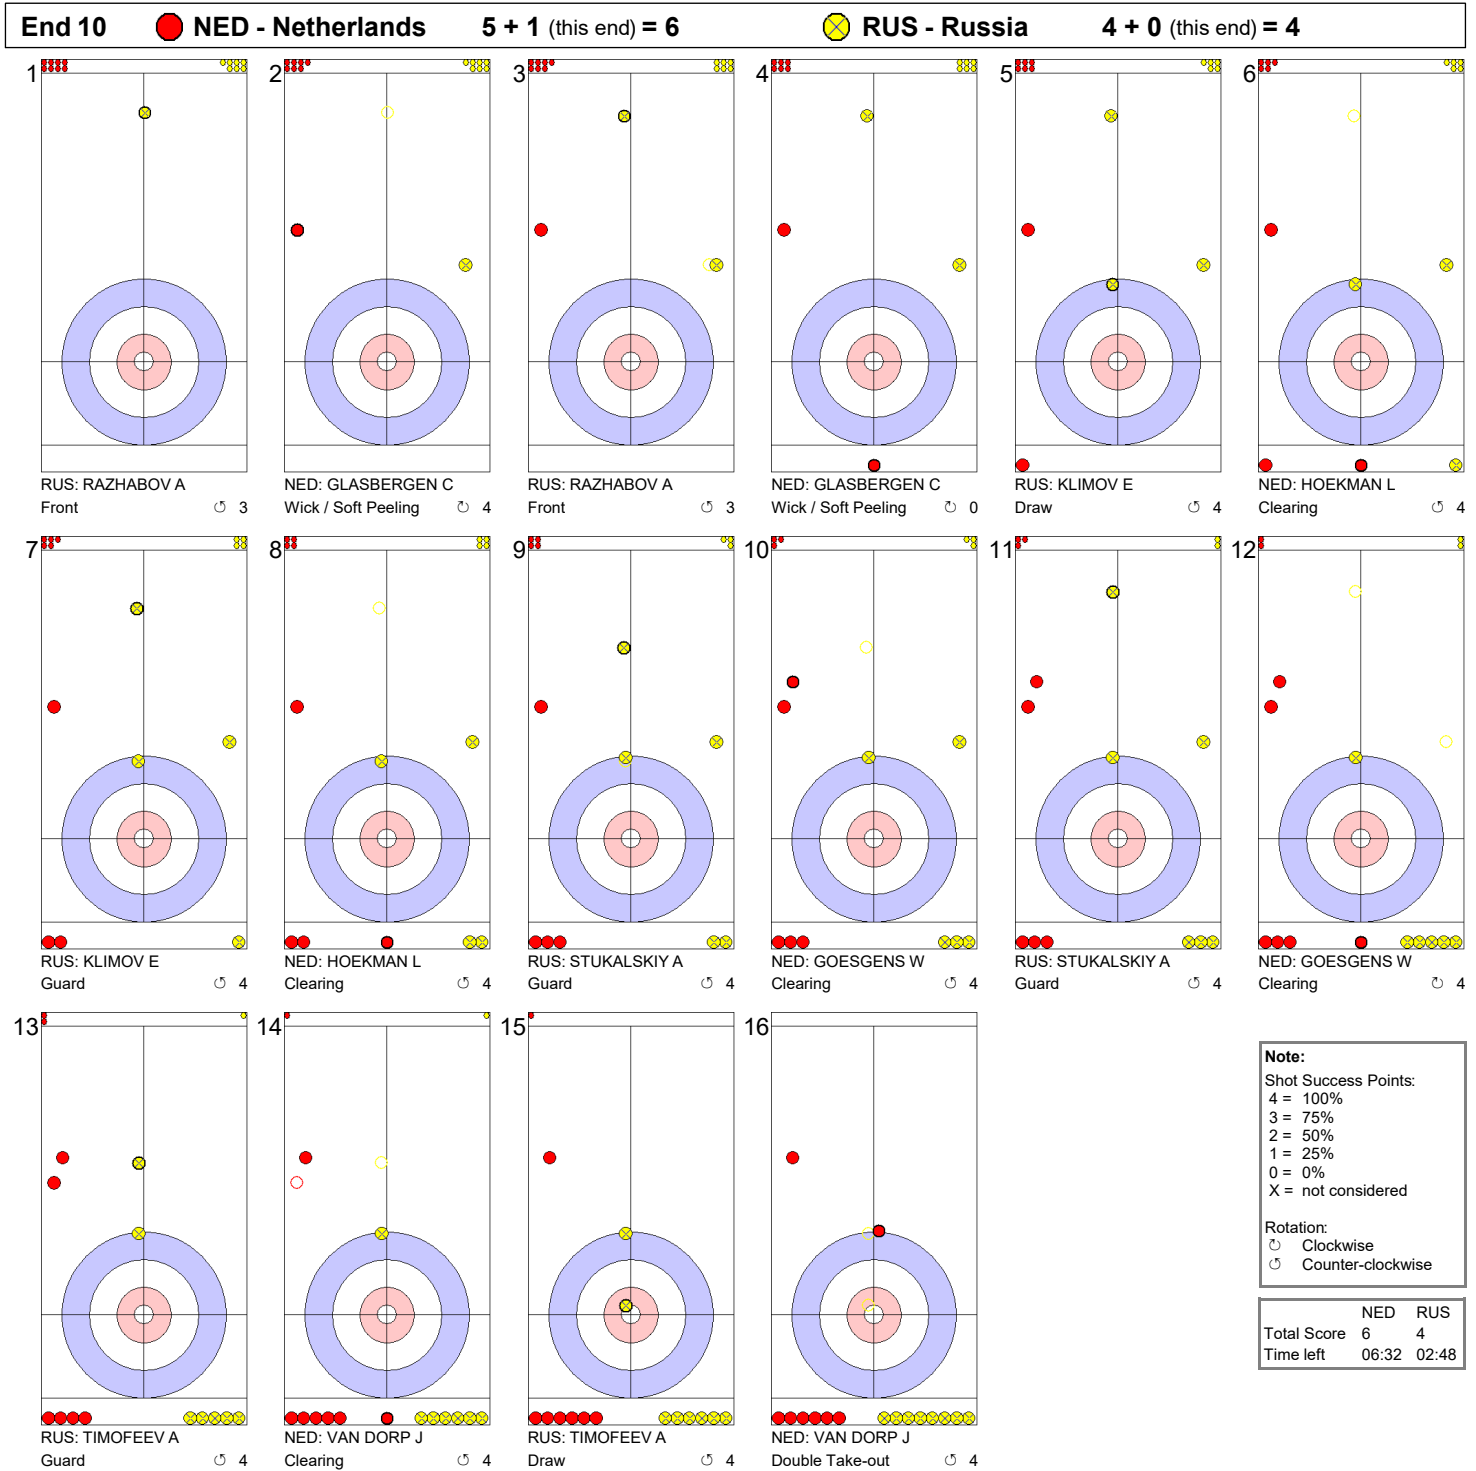 End 10 NED - Netherlands 5 + 1 (this end) = 6 RUS - Russia 4 + 0 (this end) = 4
1 2 3 4 5 6
RUS: RAZHABOV A NED: GLASBERGEN C RUS: RAZHABOV A NED: GLASBERGEN C RUS: KLIMOV E NED: HOEKMAN L
Front ↺ 3 Wick / Soft Peeling ↻ 4 Front ↺ 3 Wick / Soft Peeling ↻ 0 Draw ↺ 4 Clearing ↺ 4
7 8 9 10 11 12
RUS: KLIMOV E NED: HOEKMAN L RUS: STUKALSKIY A NED: GOESGENS W RUS: STUKALSKIY A NED: GOESGENS W
Guard ↺ 4 Clearing ↺ 4 Guard ↺ 4 Clearing ↺ 4 Guard ↺ 4 Clearing ↻ 4
13 14 15 16
RUS: TIMOFEEV A NED: VAN DORP J RUS: TIMOFEEV A NED: VAN DORP J
Guard ↺ 4 Clearing ↺ 4 Draw ↺ 4 Double Take-out ↺ 4
Note:
Shot Success Points:
4 = 100%
3 = 75%
2 = 50%
1 = 25%
0 = 0%
X = not considered
Rotation:
↻ Clockwise
↺ Counter-clockwise
NED RUS
Total Score 6 4
Time left 06:32 02:48